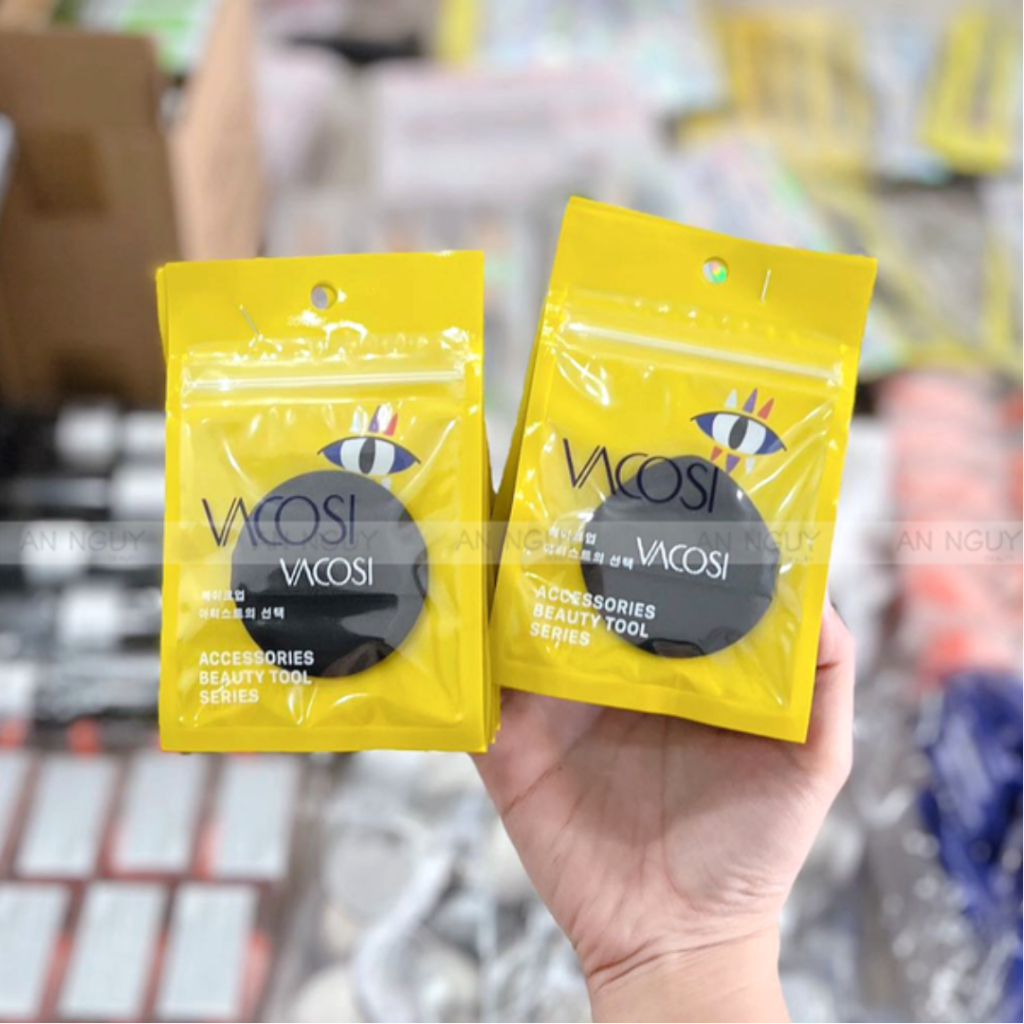 VACOSI
VACOSI
메이크업
아티스트의 선택
ACCESSORIES
BEAUTY TOOL
SERIES
VACOSI
VACOSI
메이크업
아티스트의 선택
ACCESSORIES
BEAUTY TOOL
SERIES
AN NGUY AN NGUY AN NGUY AN NGUY AN NGUY